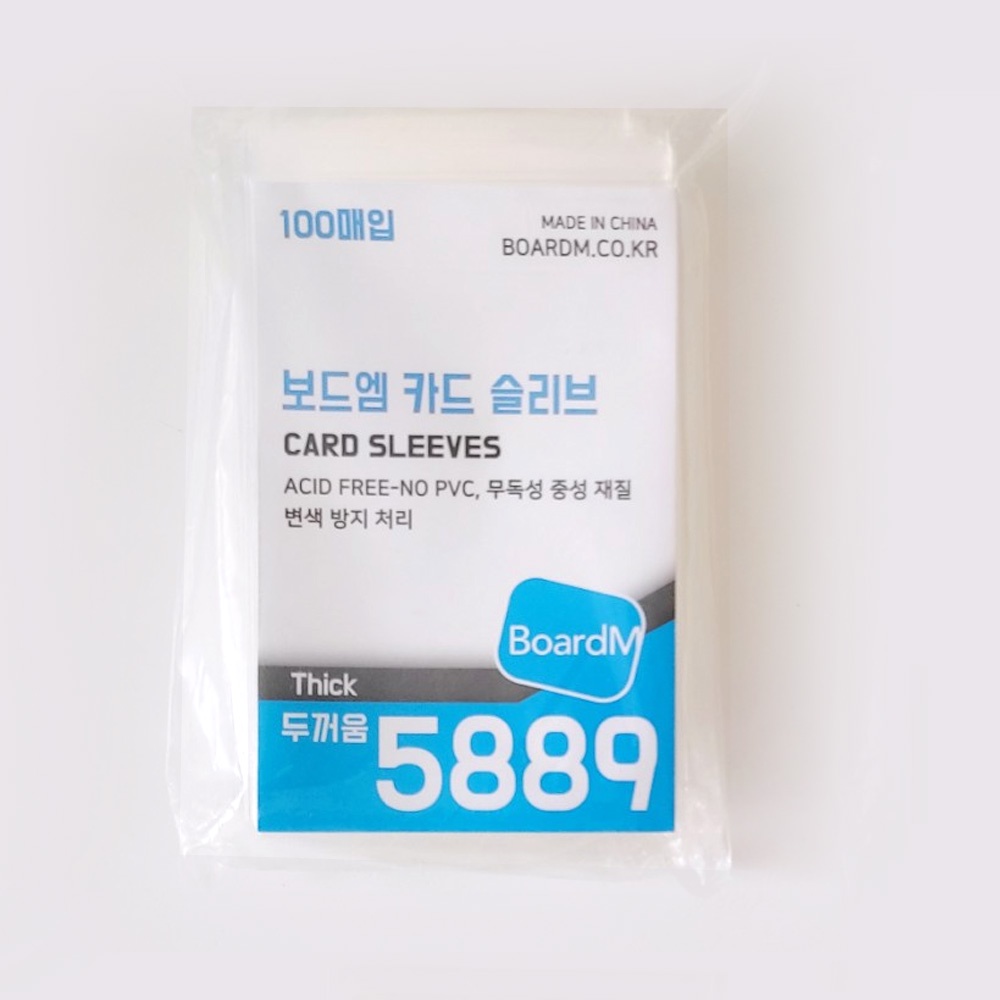 100매입
MADE IN CHINA
BOARDM.CO.KR
보드엠 카드 슬리브
CARD SLEEVES
ACID FREE-NO PVC, 무독성 중성 재질
변색 방지 처리
BoardM
Thick
두꺼움
5889